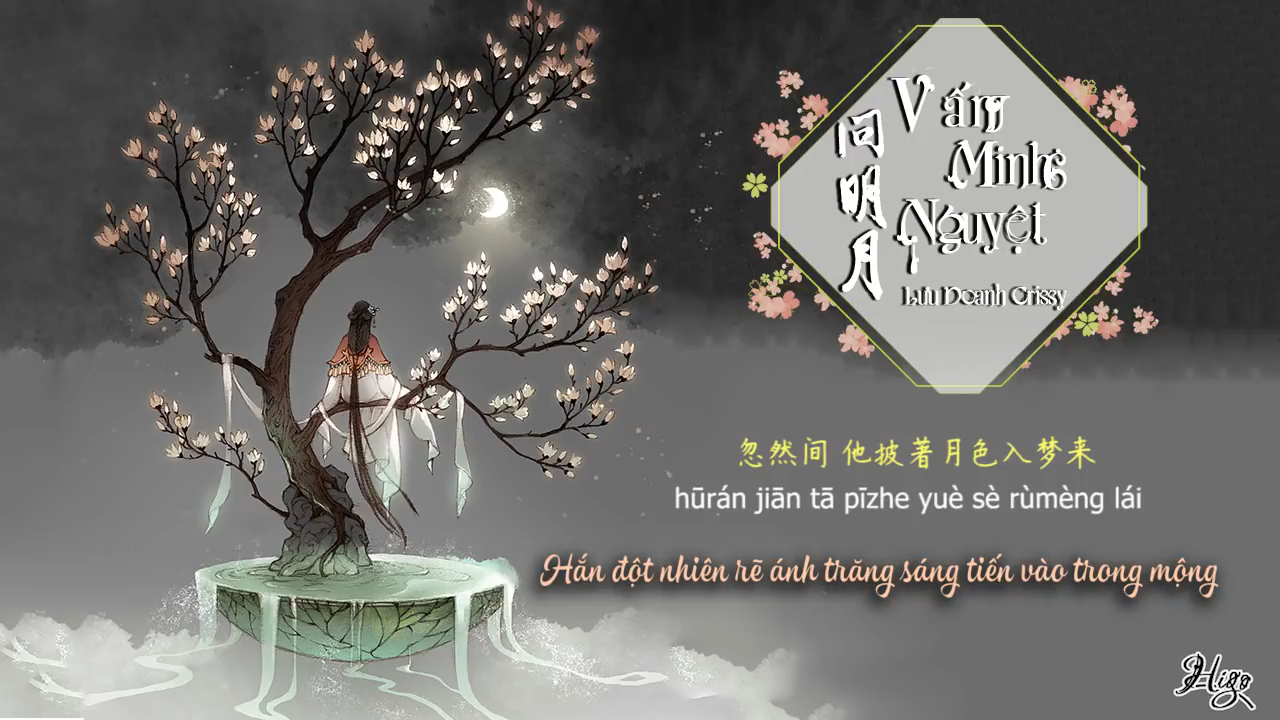 问明月
Vấn
Minh
Nguyệt
Lưu Doanh Crissy
忽然间 他披著月色入梦来
hūrán jiān tā pīzhe yuè sè rùmèng lái
Hắn đột nhiên rẽ ánh trăng sáng tiến vào trong mộng
Higo